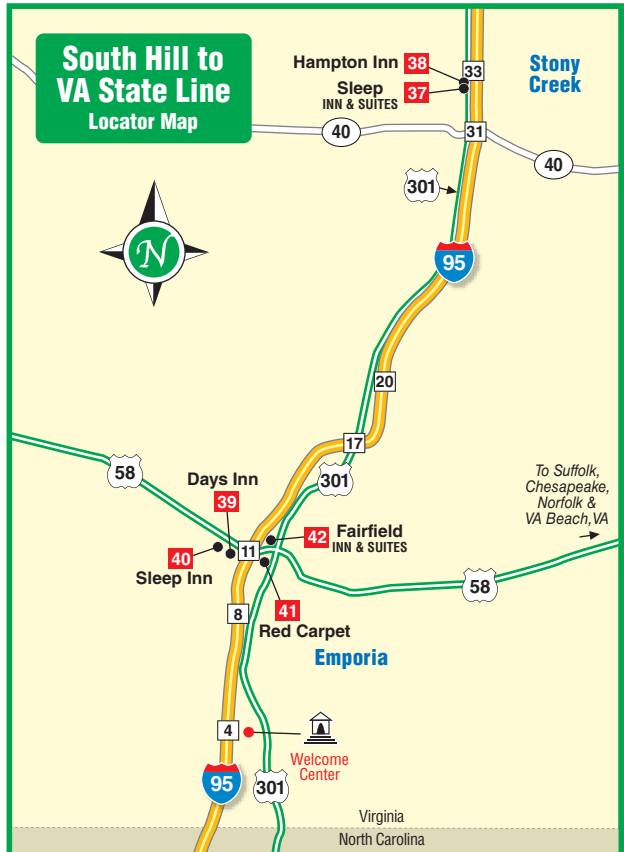 South Hill to
VA State Line
Locator Map
Hampton Inn 38
33
Stony
Creek
Sleep 37
INN & SUITES
40
31
40
301
N
95
20
17
58
301
Days Inn
39
To Suffolk,
Chesapeake,
Norfolk &
VA Beach,VA
42 Fairfield
INN & SUITES
11
40
Sleep Inn
58
41
8
Red Carpet
Emporia
4
Welcome
Center
95
301
Virginia
North Carolina